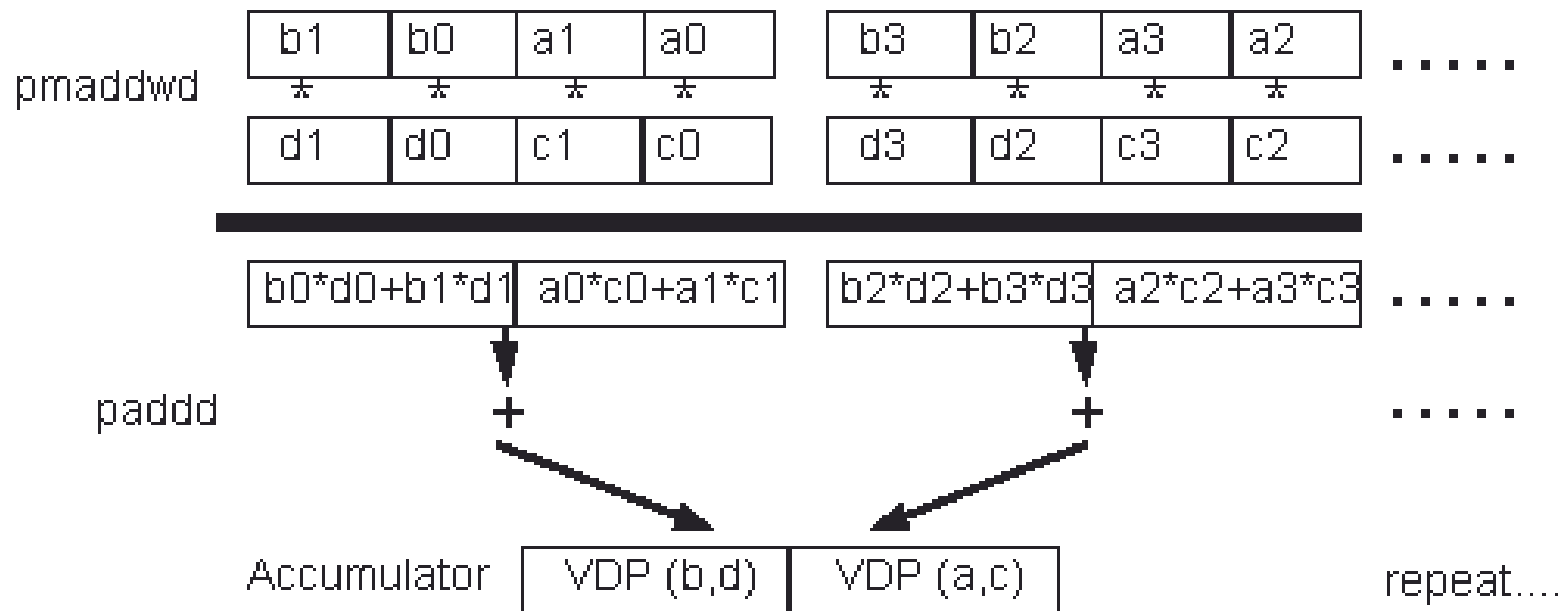 b1 b0 a1 a0 b3 b2 a3 a2 .....
pmaddwd * * * * * * * *
d1 d0 c1 c0 d3 d2 c3 c2 .....
b0*d0+b1*d1 a0*c0+a1*c1 b2*d2+b3*d3 a2*c2+a3*c3 .....
paddd + + .....
Accumulator VDP (b,d) VDP (a,c) repeat....